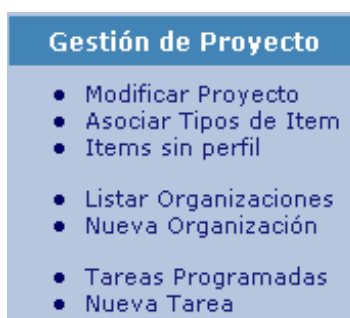 Gestión de Proyecto
Modificar Proyecto
Asociar Tipos de Item
Items sin perfil
Listar Organizaciones
Nueva Organización
Tareas Programadas
Nueva Tarea